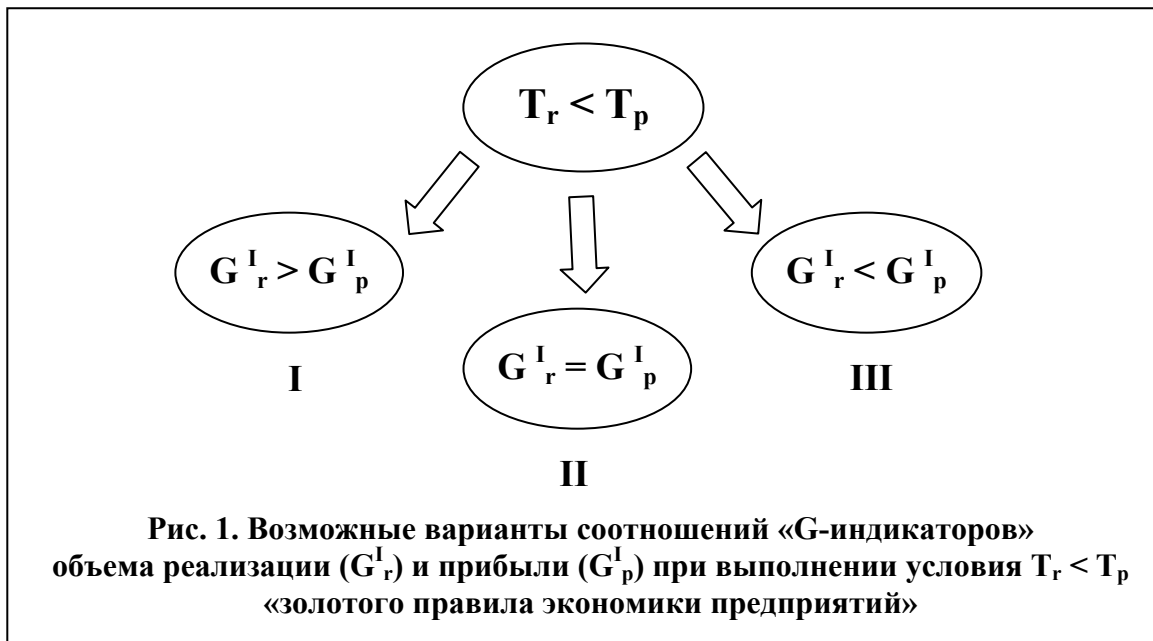 T_r < T_p
G^I_r > G^I_p
G^I_r < G^I_p
I
G^I_r = G^I_p
III
II
Рис. 1. Возможные варианты соотношений «G-индикаторов»
объема реализации (G^I_r) и прибыли (G^I_p) при выполнении условия T_r < T_p
«золотого правила экономики предприятий»